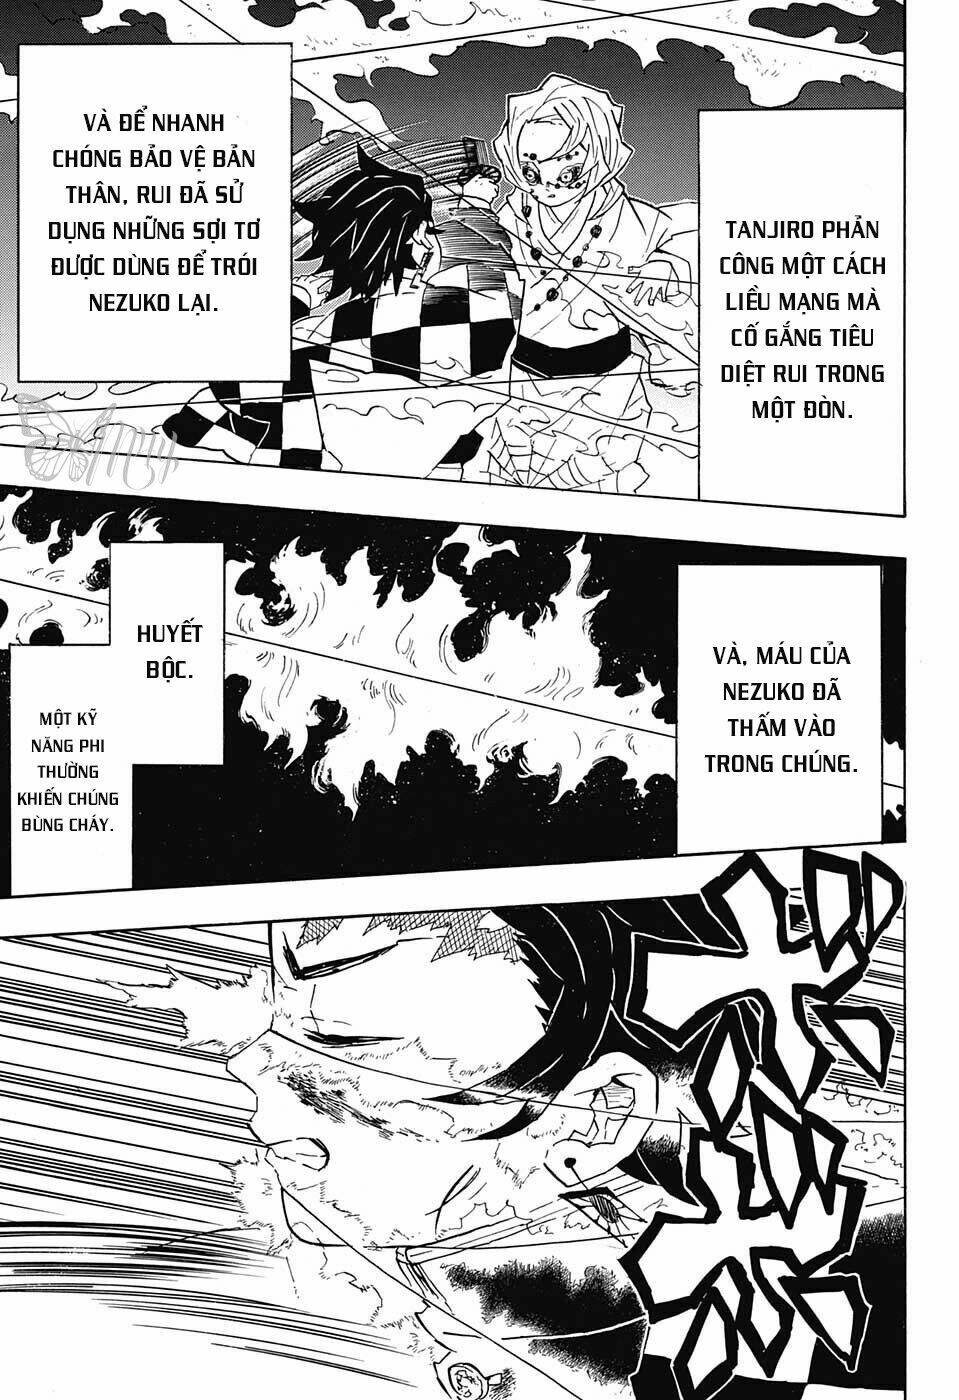 TANJIRO PHẢN
CÔNG MỘT CÁCH
LIỀU MẠNG MÀ
CỐ GẮNG TIÊU
DIỆT RUI TRONG
MỘT ĐÒN.
VÀ ĐỂ NHANH
CHÓNG BẢO VỆ BẢN
THÂN, RUI ĐÃ SỬ
DỤNG NHỮNG SỢI TƠ
ĐƯỢC DÙNG ĐỂ TRÓI
NEZUKO LẠI.
VÀ, MÁU CỦA
NEZUKO ĐÃ
THẤM VÀO
TRONG CHÚNG.
HUYẾT
BỘC.
MỘT KỸ
NĂNG PHI
THƯỜNG
KHIẾN CHÚNG
BÙNG CHÁY.